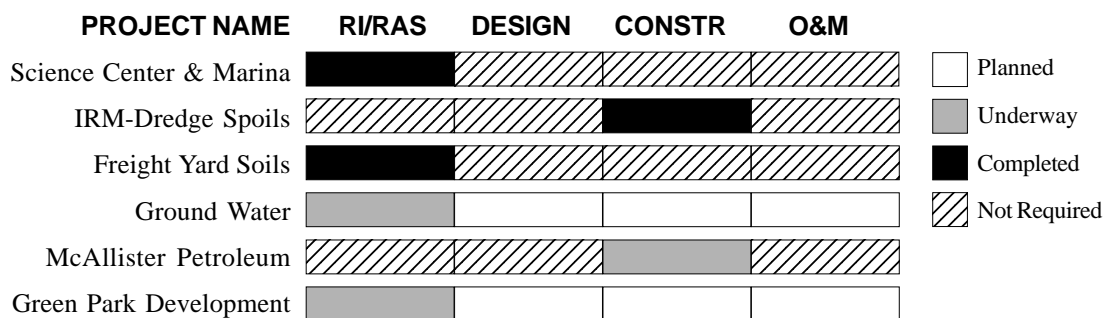 PROJECT NAME RI/RAS DESIGN CONSTR O&M
Science Center & Marina
IRM-Dredge Spoils
Freight Yard Soils
Ground Water
McAllister Petroleum
Green Park Development
Planned
Underway
Completed
Not Required